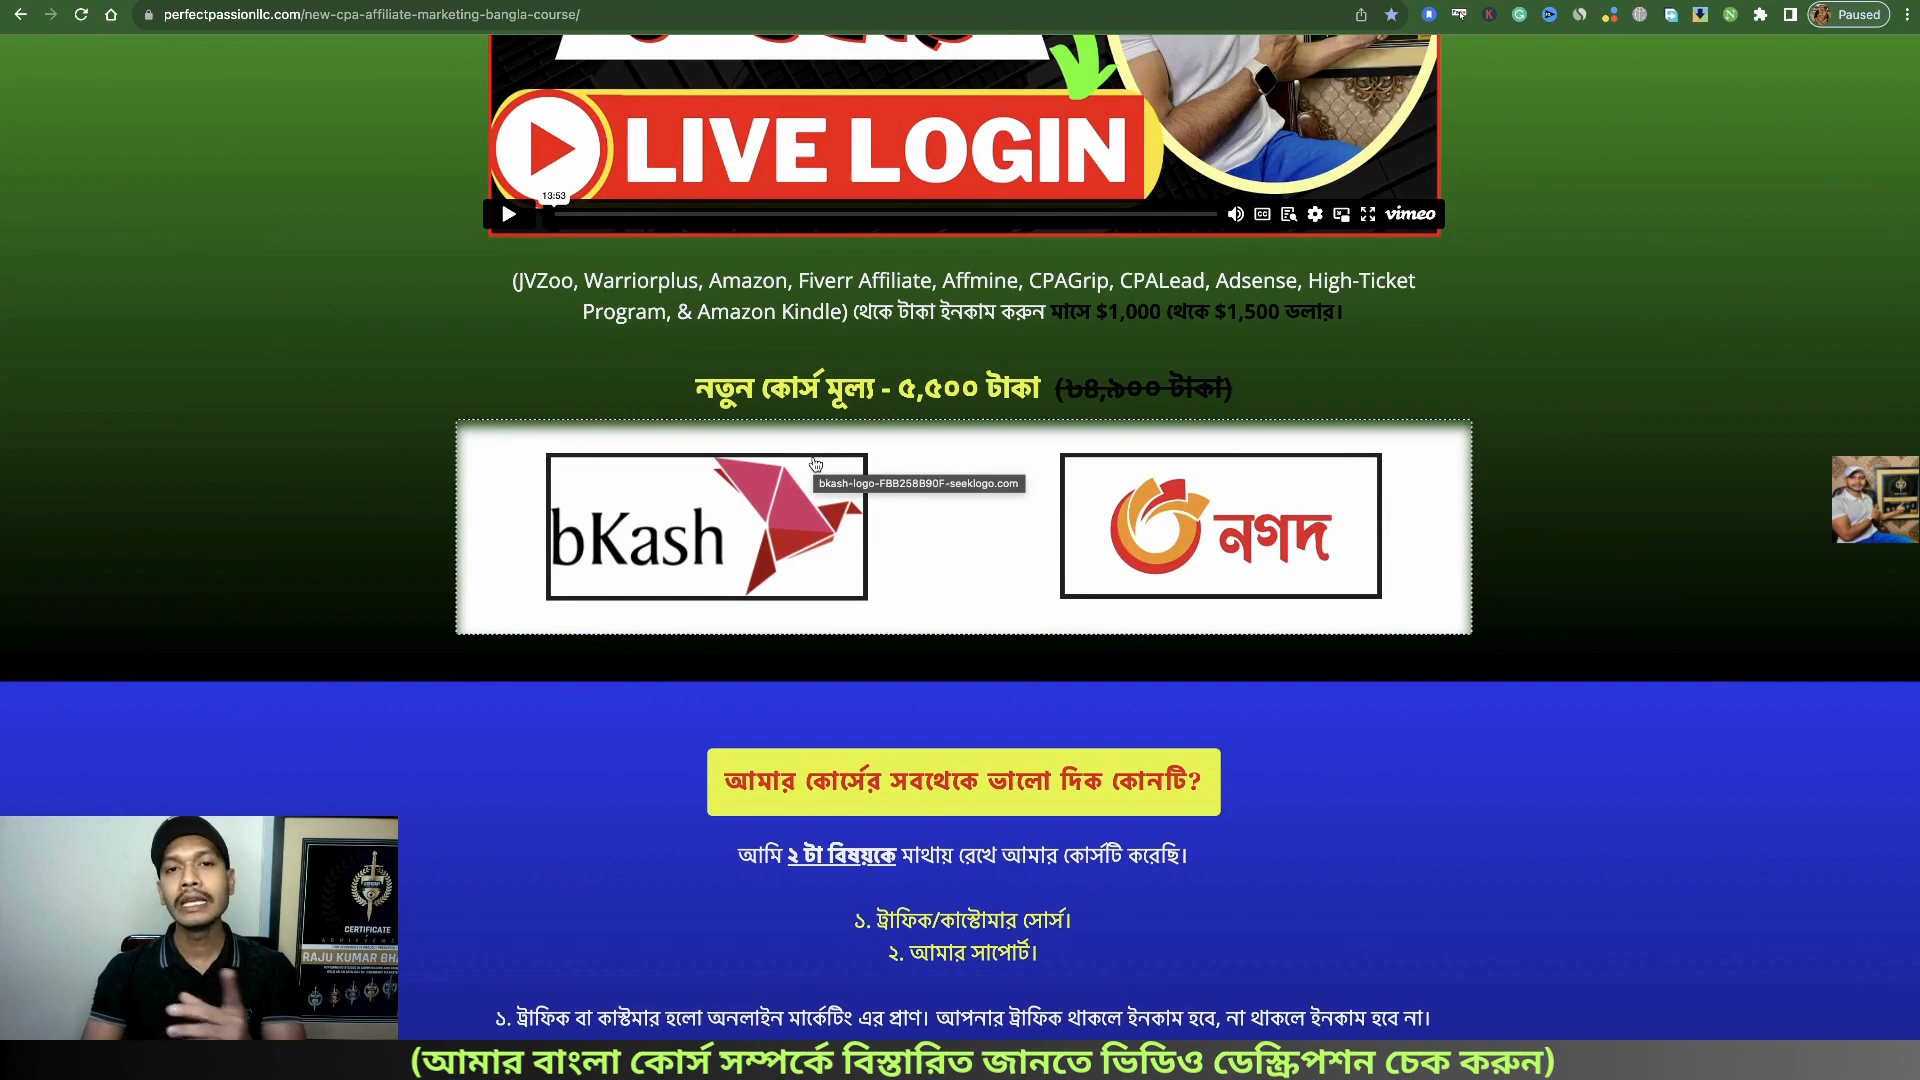 perfectpassionllc.com/new-cpa-affiliate-marketing-bangla-course/
Paused
LIVE LOGIN
13:53
CC
vimeo
(JVZoo, Warriorplus, Amazon, Fiverr Affiliate, Affmine, CPAGrip, CPALead, Adsense, High-Ticket
Program, & Amazon Kindle) থেকে টাকা ইনকাম করুন মাসে $1,000 থেকে $1,500 ডলার।
নতুন কোর্স মূল্য - ৫,৫০০ টাকা (৮৪,৯০০ টাকা)
bKash
bkash-logo-FBB258B90F-seeklogo.com
নগদ
আমার কোর্সের সবথেকে ভালো দিক কোনটি?
আমি ২ টা বিষয়কে মাথায় রেখে আমার কোর্সটি করেছি।
১. ট্রাফিক/কাস্টোমার সোর্স।
২. আমার সাপোর্ট।
১. ট্রাফিক বা কাস্টমার হলো অনলাইন মার্কেটিং এর প্রাণ। আপনার ট্রাফিক থাকলে ইনকাম হবে, না থাকলে ইনকাম হবে না।
CERTIFICATE
RAJU KUMAR BH
(আমার বাংলা কোর্স সম্পর্কে বিস্তারিত জানতে ভিডিও ডেস্ক্রিপশন চেক করুন)